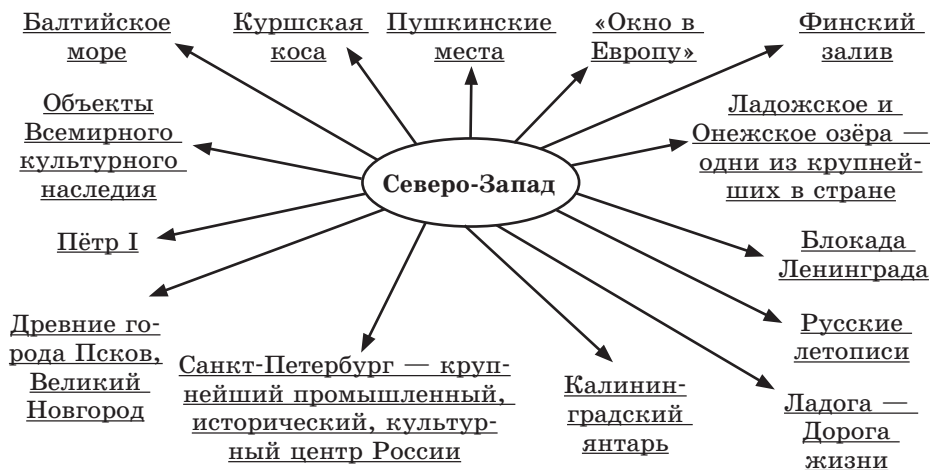 Балтийское
море
Куршская
коса
Пушкинские
места
«Окно в
Европу»
Финский
залив
Объекты
Всемирного
культурного
наследия
Ладожское и
Онежское озёра —
одни из крупней-
ших в стране
Северо-Запад
Пётр I
Блокада
Ленинграда
Древние го-
рода Псков,
Великий
Новгород
Санкт-Петербург — круп-
нейший промышленный,
исторический, культур-
ный центр России
Калинин-
градский
янтарь
Русские
летописи
Ладога —
Дорога
жизни